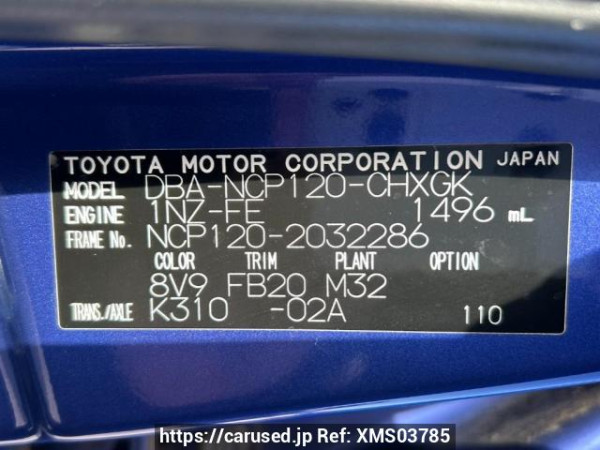 TOYOTA MOTOR CORPORATION JAPAN
MODEL DBA-NCP120-CHXGK
ENGINE 1NZ-FE 1496 mL
FRAME No. NCP120-2032286
COLOR TRIM PLANT OPTION
8V9 FB20 M32
TRANS./AXLE K310 -02A 110
https://carused.jp Ref: XMS03785